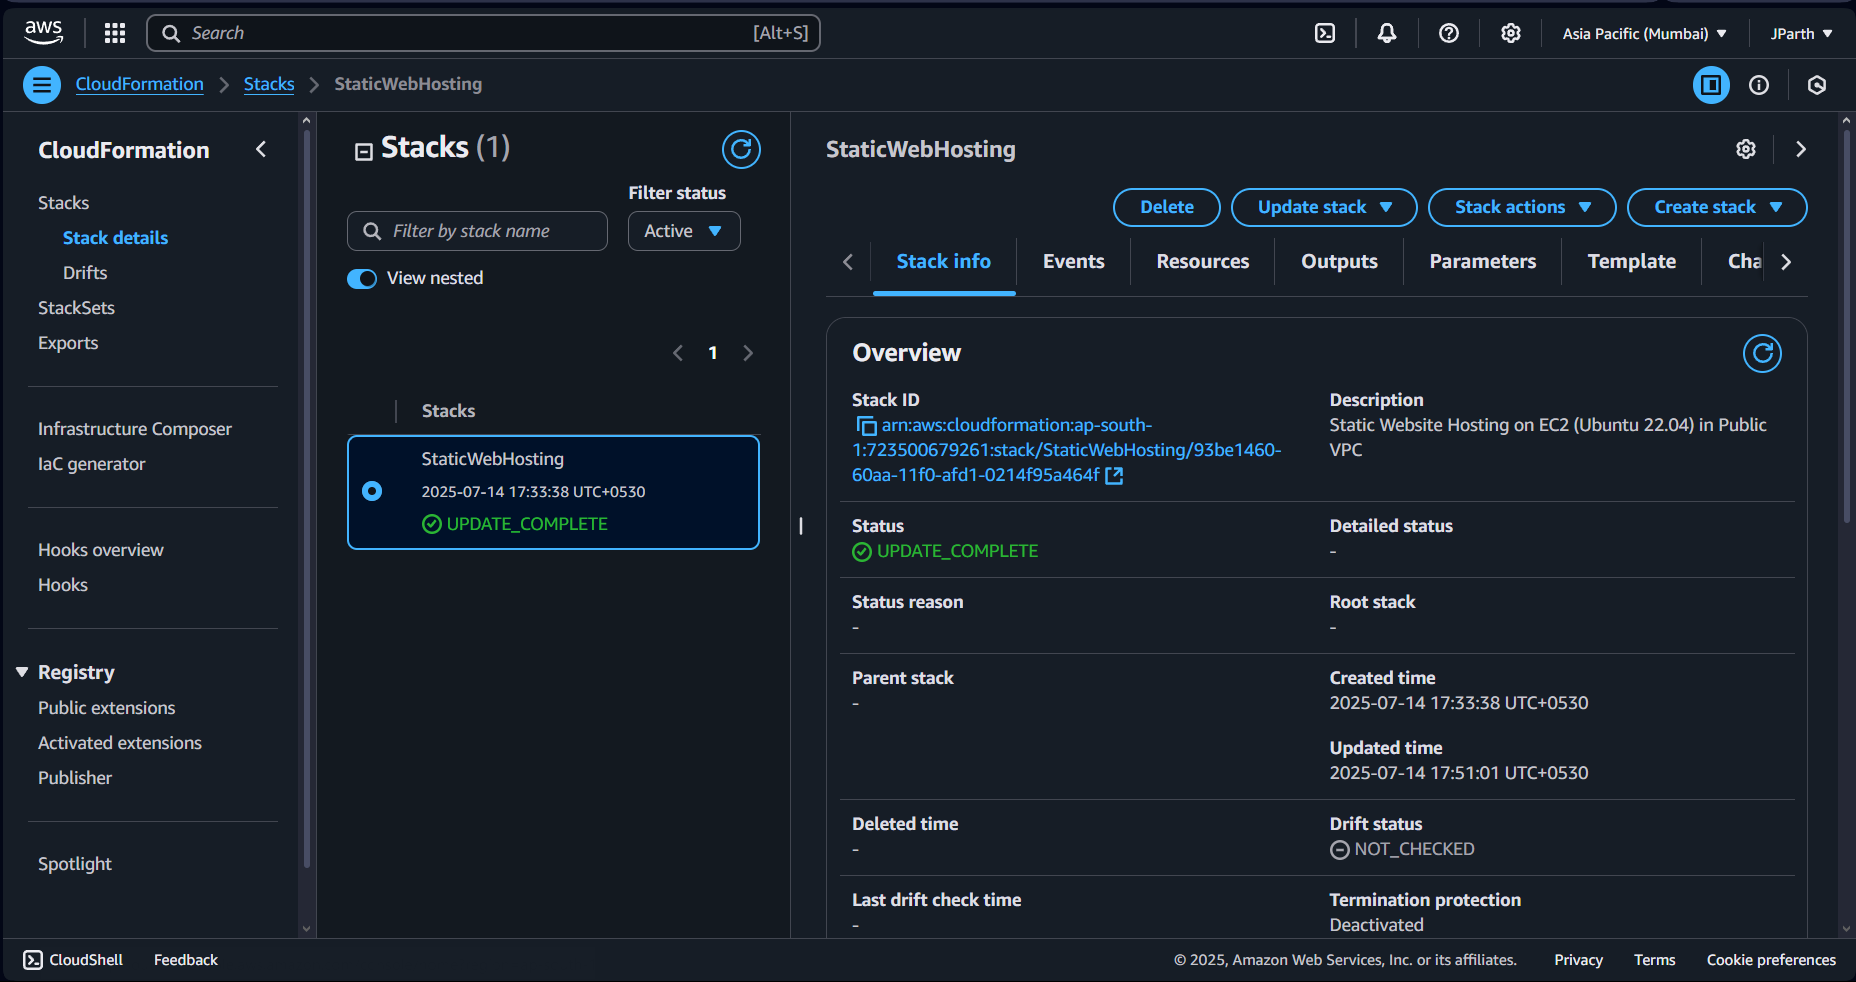 aws
Search
[Alt+S]
Asia Pacific (Mumbai)
JParth
CloudFormation
Stacks
StaticWebHosting
CloudFormation
Stacks
Stack details
Drifts
StackSets
Exports
Infrastructure Composer
IaC generator
Hooks overview
Hooks
Registry
Public extensions
Activated extensions
Publisher
Spotlight
Stacks (1)
Filter status
Filter by stack name
Active
View nested
1
Stacks
StaticWebHosting
2025-07-14 17:33:38 UTC+0530
UPDATE_COMPLETE
StaticWebHosting
Delete
Update stack
Stack actions
Create stack
Stack info
Events
Resources
Outputs
Parameters
Template
Cha
Overview
Stack ID
arn:aws:cloudformation:ap-south-
1:723500679261:stack/StaticWebHosting/93be1460-
60aa-11f0-afd1-0214f95a464f
Description
Static Website Hosting on EC2 (Ubuntu 22.04) in Public
VPC
Status
UPDATE_COMPLETE
Detailed status
-
Status reason
-
Root stack
-
Parent stack
-
Created time
2025-07-14 17:33:38 UTC+0530
Updated time
2025-07-14 17:51:01 UTC+0530
Deleted time
-
Drift status
NOT_CHECKED
Last drift check time
-
Termination protection
Deactivated
CloudShell
Feedback
© 2025, Amazon Web Services, Inc. or its affiliates.
Privacy
Terms
Cookie preferences